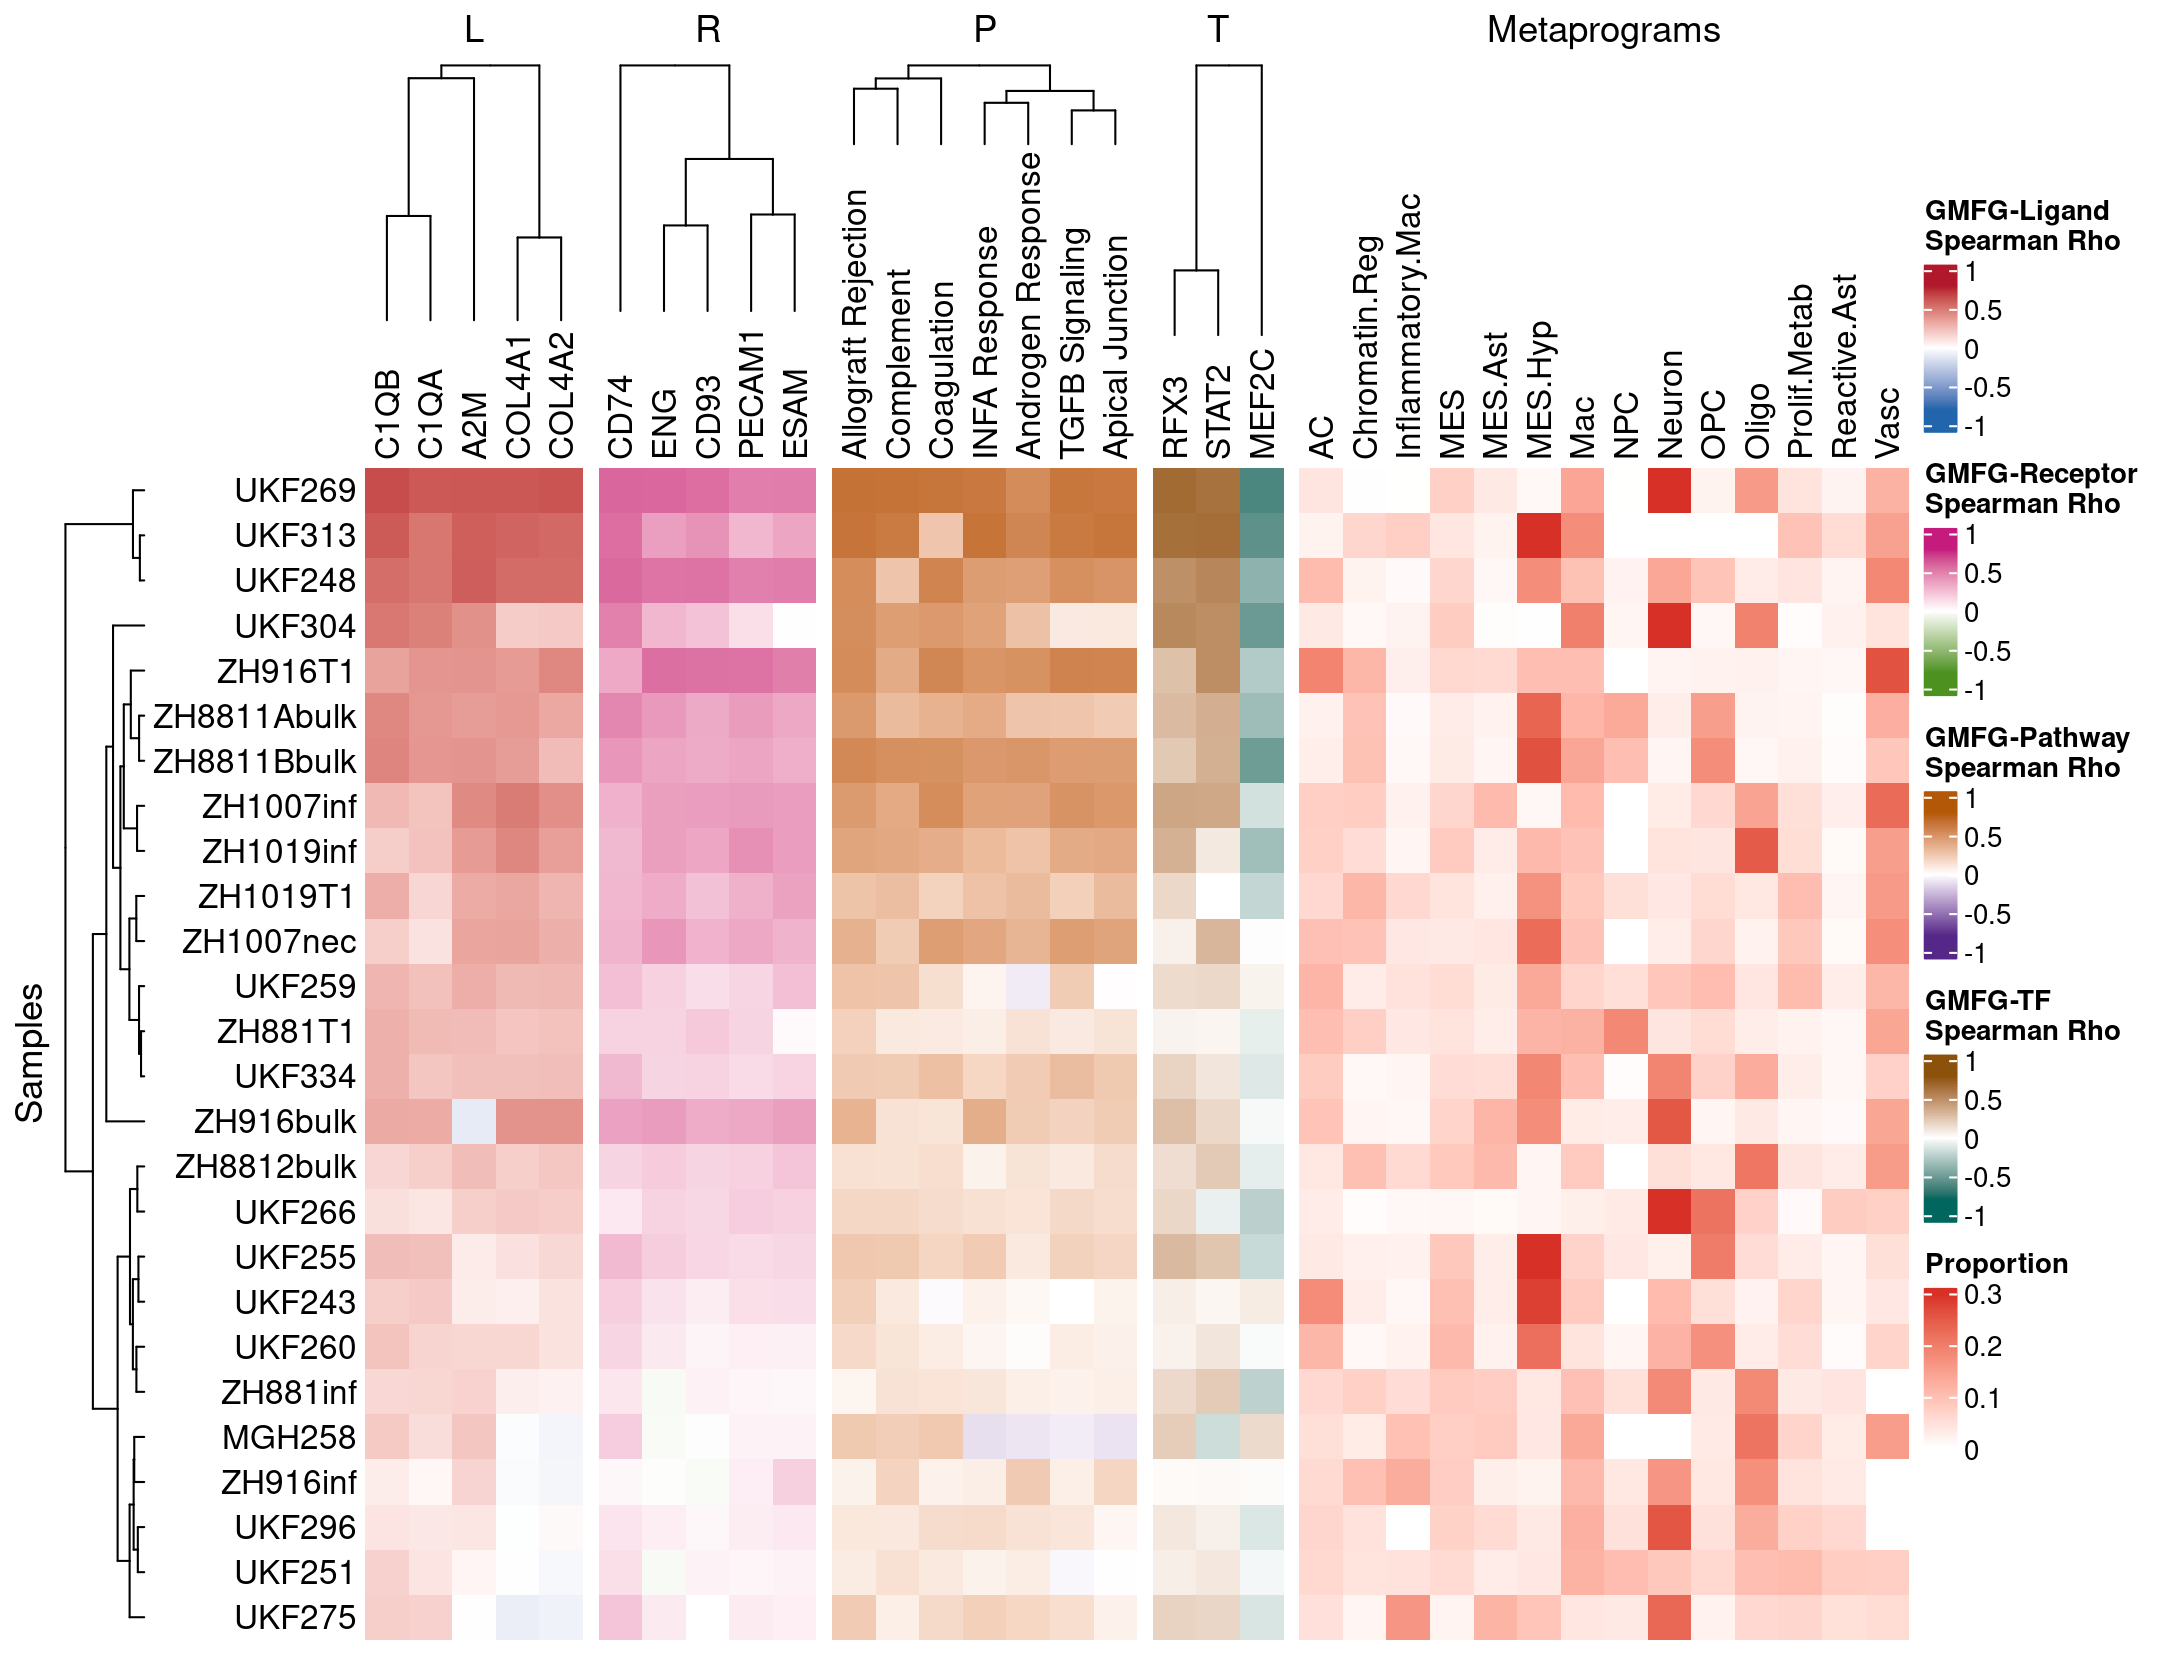 L
R
P
T
Metaprograms
C1QB
C1QA
A2M
COL4A1
COL4A2
CD74
ENG
CD93
PECAM1
ESAM
Allograft Rejection
Complement
Coagulation
INFA Response
Androgen Response
TGFB Signaling
Apical Junction
RFX3
STAT2
MEF2C
AC
Chromatin.Reg
Inflammatory.Mac
MES
MES.Ast
MES.Hyp
Mac
NPC
Neuron
OPC
Oligo
Prolif.Metab
Reactive.Ast
Vasc
Samples
UKF269
UKF313
UKF248
UKF304
ZH916T1
ZH8811Abulk
ZH8811Bbulk
ZH1007inf
ZH1019inf
ZH1019T1
ZH1007nec
UKF259
ZH881T1
UKF334
ZH916bulk
ZH8812bulk
UKF266
UKF255
UKF243
UKF260
ZH881inf
MGH258
ZH916inf
UKF296
UKF251
UKF275
GMFG-Ligand
Spearman Rho
1
0.5
0
-0.5
-1
GMFG-Receptor
Spearman Rho
1
0.5
0
-0.5
-1
GMFG-Pathway
Spearman Rho
1
0.5
0
-0.5
-1
GMFG-TF
Spearman Rho
1
0.5
0
-0.5
-1
Proportion
0.3
0.2
0.1
0